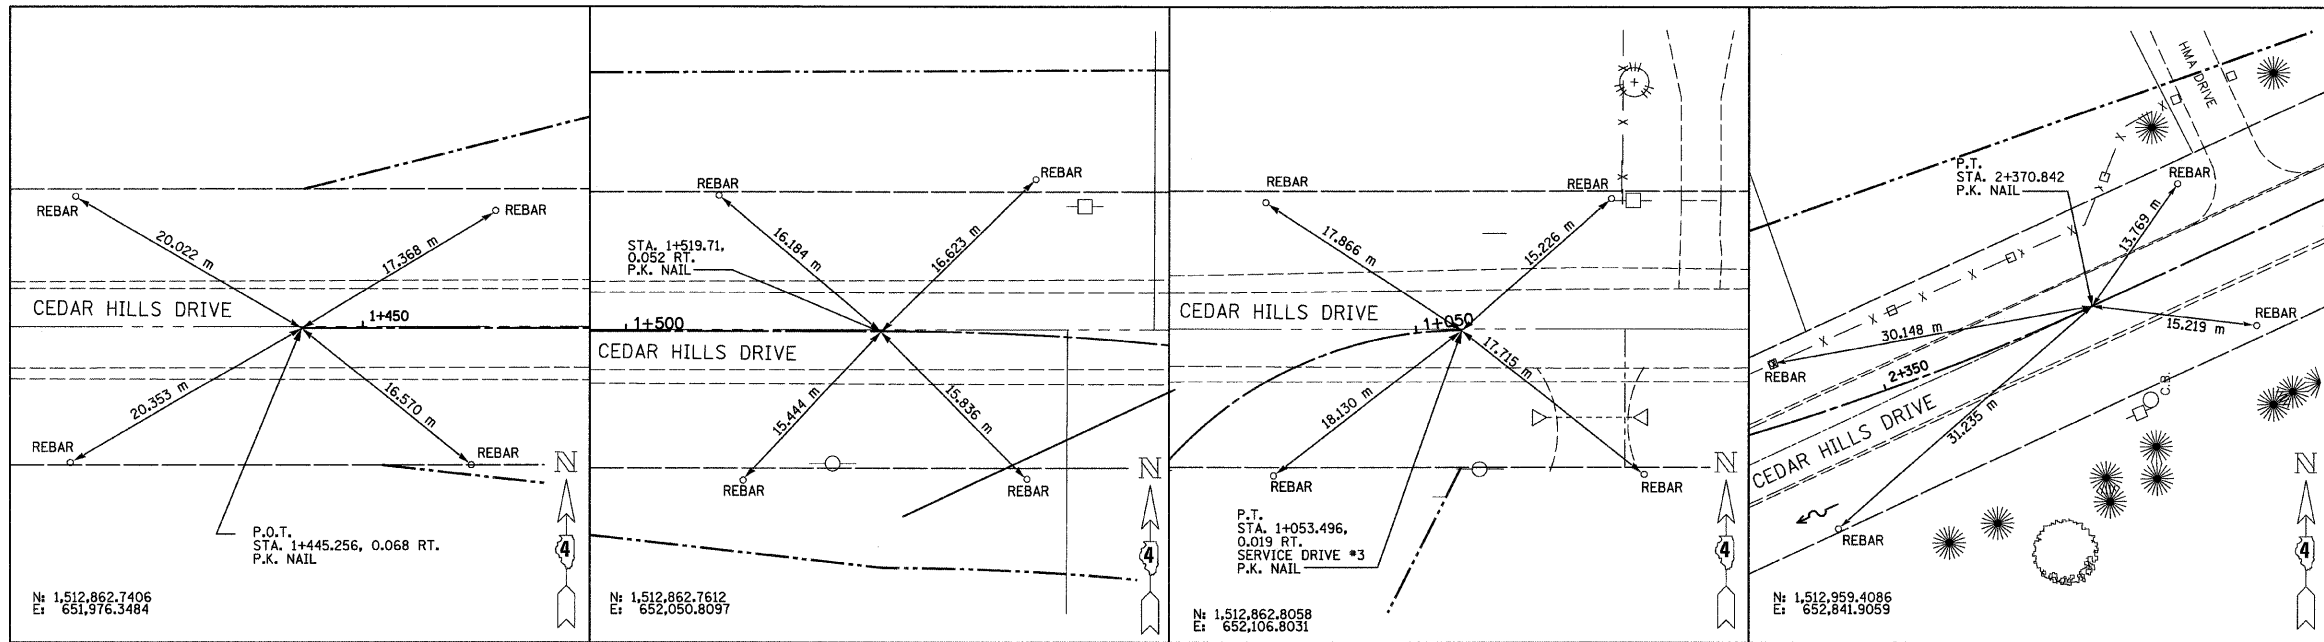 REBAR
REBAR
20.022 m
17.368 m
CEDAR HILLS DRIVE
1+450
20.353 m
16.570 m
REBAR
REBAR
P.O.T.
STA. 1+445.256, 0.068 RT.
P.K. NAIL
N
4
N: 1,512,862.7406
E: 651,976.3484
REBAR
REBAR
STA. 1+519.71,
0.052 RT.
P.K. NAIL
16.184 m
16.623 m
1+500
CEDAR HILLS DRIVE
15.444 m
15.836 m
REBAR
REBAR
N
4
N: 1,512,862.7612
E: 652,050.8097
REBAR
REBAR
17.866 m
15.226 m
CEDAR HILLS DRIVE
1+050
17.715 m
18.130 m
REBAR
REBAR
P.T.
STA. 1+053.496,
0.019 RT.
SERVICE DRIVE #3
P.K. NAIL
N
4
N: 1,512,862.8058
E: 652,106.8031
HMA DRIVE
P.T.
STA. 2+370.842
P.K. NAIL
REBAR
13.769 m
REBAR
15.219 m
30.148 m
REBAR
2+350
C.B.
CEDAR HILLS DRIVE
31.235 m
REBAR
N
4
N: 1,512,959.4086
E: 652,841.9059